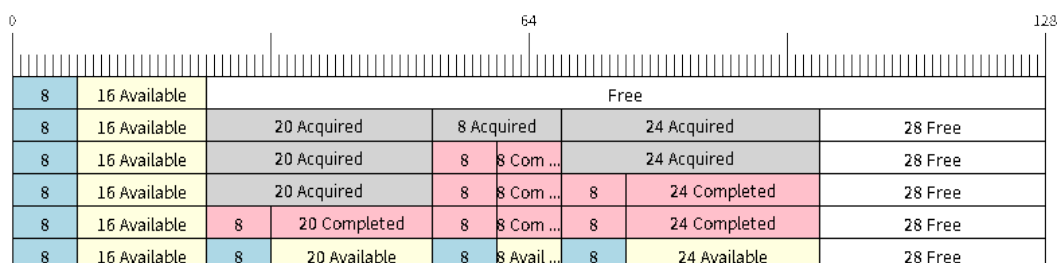 0 64 128
8 16 Available Free
8 16 Available 20 Acquired 8 Acquired 24 Acquired 28 Free
8 16 Available 20 Acquired 8 8 Com ... 24 Acquired 28 Free
8 16 Available 20 Acquired 8 8 Com ... 8 24 Completed 28 Free
8 16 Available 8 20 Completed 8 8 Com ... 8 24 Completed 28 Free
8 16 Available 8 20 Available 8 8 Avail ... 8 24 Available 28 Free